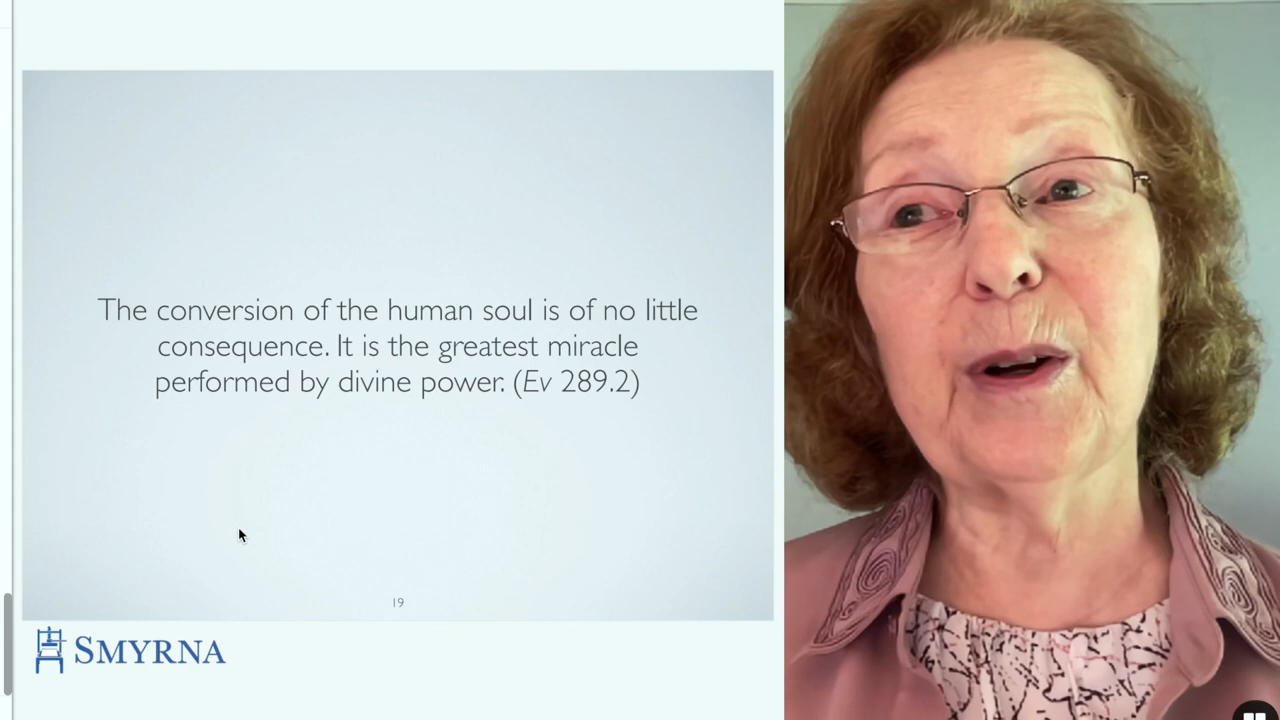 The conversion of the human soul is of no little
consequence. It is the greatest miracle
performed by divine power. (Ev 289.2)
19
SMYRNA